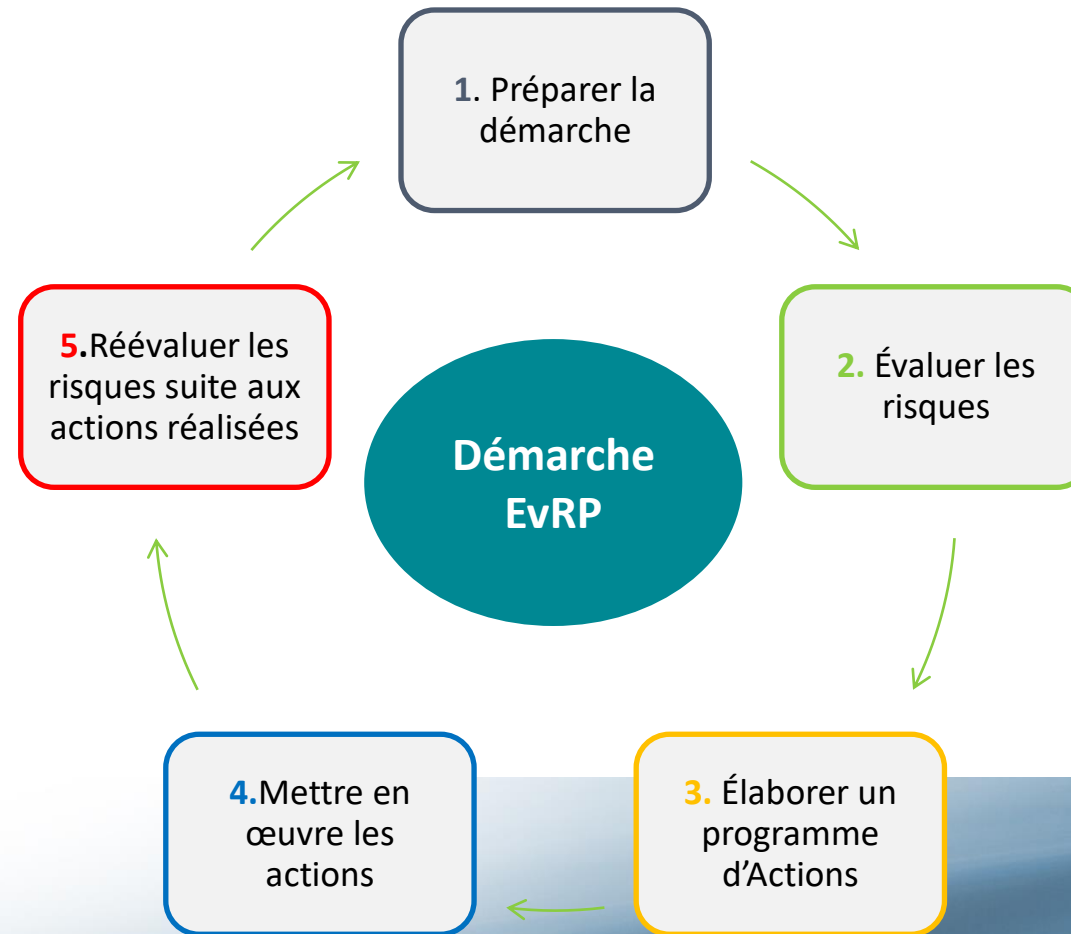 1. Préparer la
démarche
2. Évaluer les
risques
3. Élaborer un
programme
d’Actions
4.Mettre en
œuvre les
actions
5.Réévaluer les
risques suite aux
actions réalisées
Démarche
EvRP